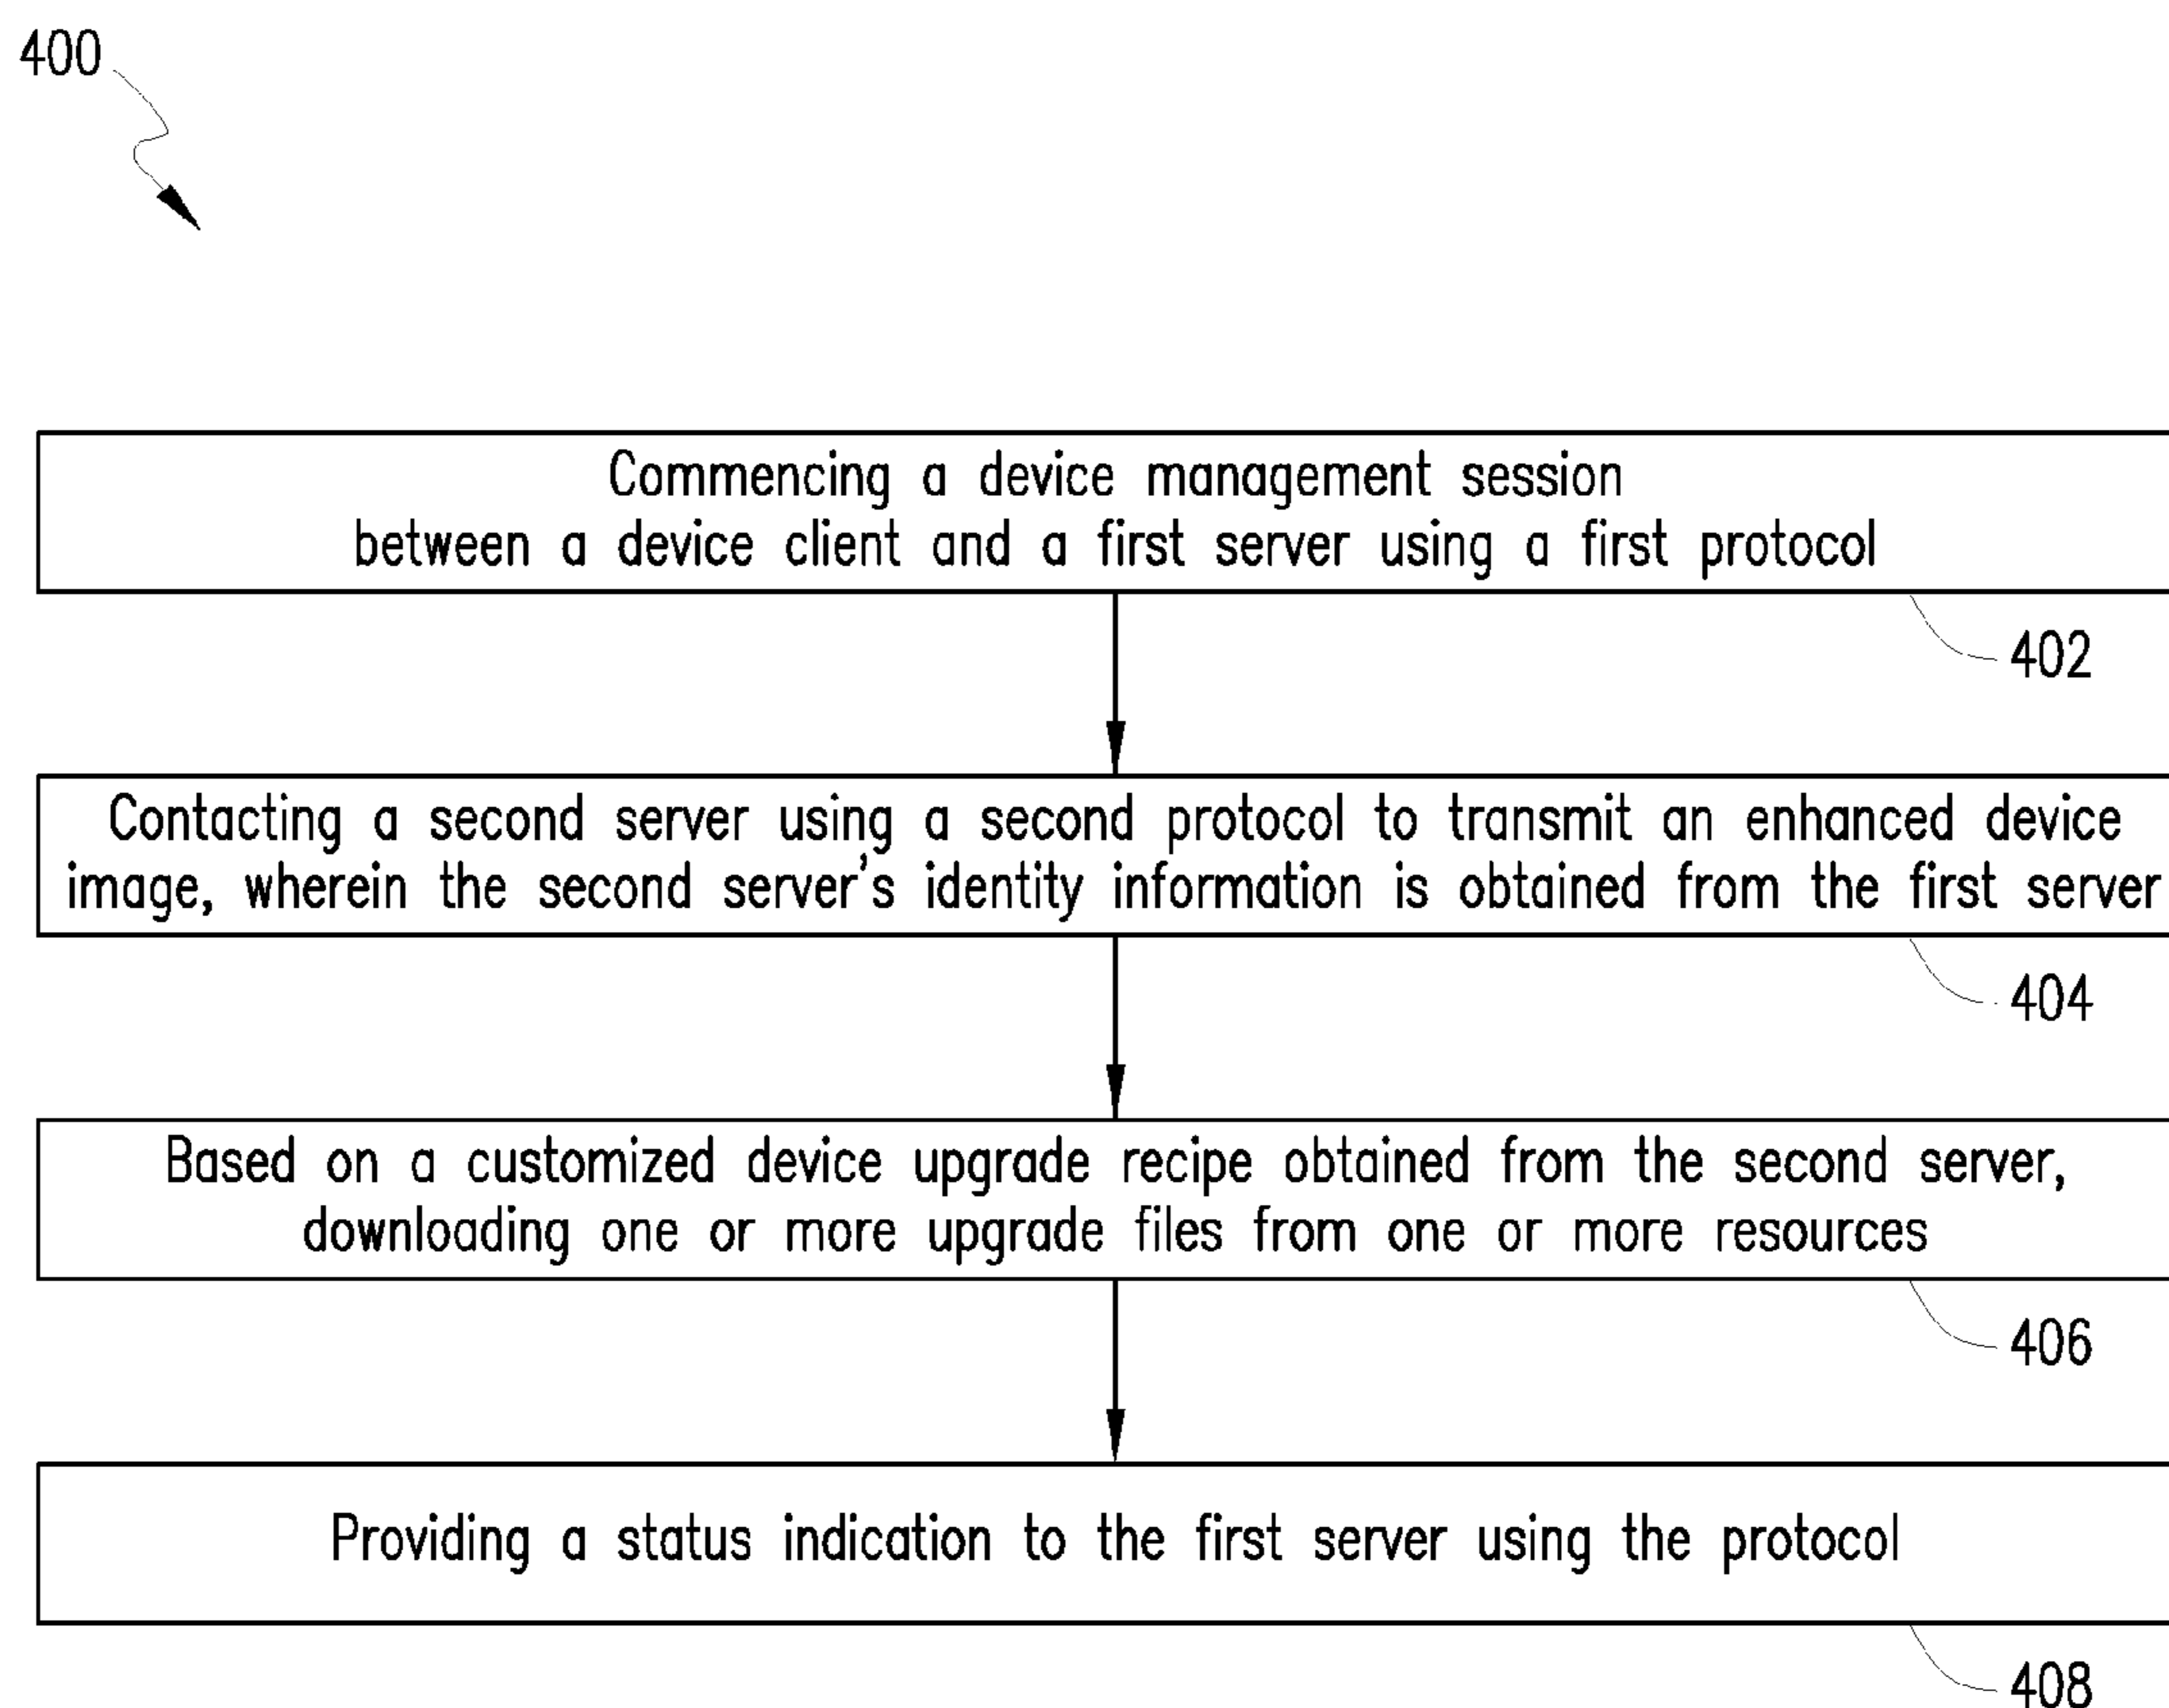 400
Commencing a device management session
between a device client and a first server using a first protocol
402
Contacting a second server using a second protocol to transmit an enhanced device
image, wherein the second server's identity information is obtained from the first server
404
Based on a customized device upgrade recipe obtained from the second server,
downloading one or more upgrade files from one or more resources
406
Providing a status indication to the first server using the protocol
408